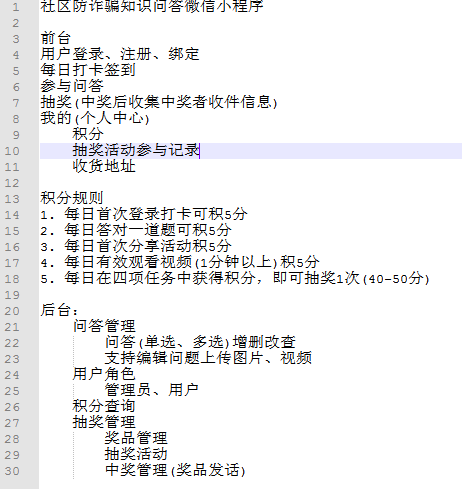 1 社区防诈骗知识问答微信小程序
2
3 前台
4 用户登录、注册、绑定
5 每日打卡签到
6 参与问答
7 抽奖(中奖后收集中奖者收件信息)
8 我的(个人中心)
9 积分
10 抽奖活动参与记录
11 收货地址
12
13 积分规则
14 1. 每日首次登录打卡可积5分
15 2. 每日答对一道题可积5分
16 3. 每日首次分享活动积5分
17 4. 每日有效观看视频(1分钟以上)积5分
18 5. 每日在四项任务中获得积分，即可抽奖1次(40-50分)
19
20 后台:
21 问答管理
22 问答(单选、多选)增删改查
23 支持编辑问题上传图片、视频
24 用户角色
25 管理员、用户
26 积分查询
27 抽奖管理
28 奖品管理
29 抽奖活动
30 中奖管理(奖品发话)